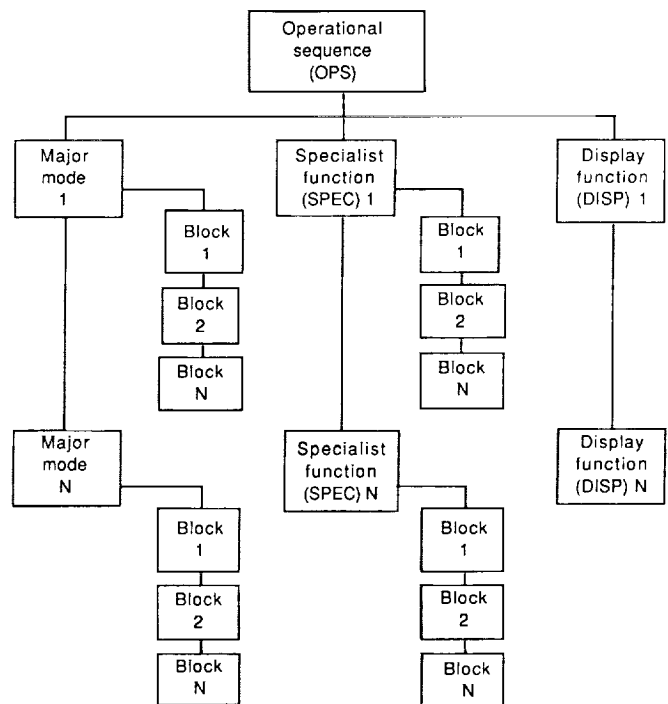 Operational
sequence
(OPS)
Major
mode
1
Specialist
function
(SPEC) 1
Display
function
(DISP) 1
Block
1
Block
2
Block
N
Block
1
Block
2
Block
N
Major
mode
N
Specialist
function
(SPEC) N
Display
function
(DISP) N
Block
1
Block
2
Block
N
Block
1
Block
2
Block
N